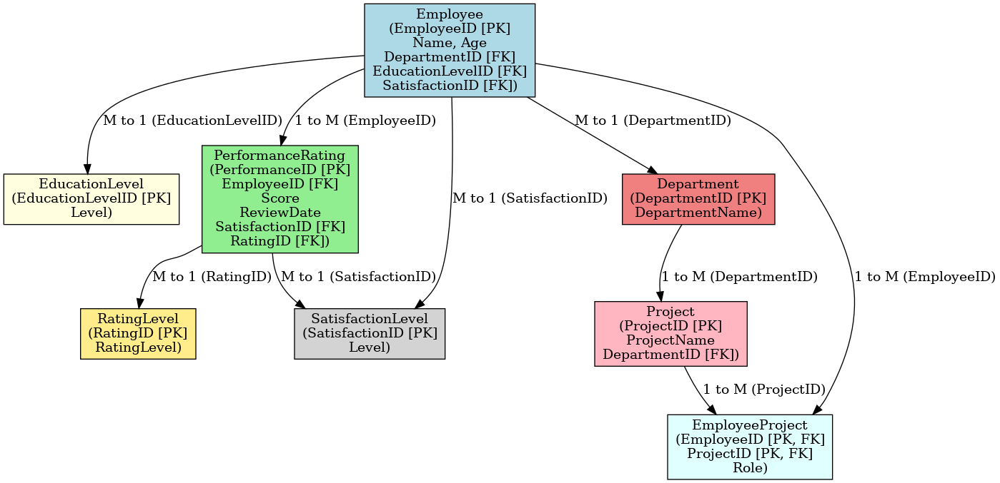 Employee
(EmployeeID [PK]
Name, Age
DepartmentID [FK]
EducationLevelID [FK]
SatisfactionID [FK])
M to 1 (EducationLevelID)
1 to M (EmployeeID)
M to 1 (DepartmentID)
PerformanceRating
(PerformanceID [PK]
EmployeeID [FK]
Score
ReviewDate
SatisfactionID [FK]
RatingID [FK])
EducationLevel
(EducationLevelID [PK]
Level)
M to 1 (SatisfactionID)
Department
(DepartmentID [PK]
DepartmentName)
M to 1 (RatingID)
M to 1 (SatisfactionID)
1 to M (DepartmentID)
1 to M (EmployeeID)
RatingLevel
(RatingID [PK]
RatingLevel)
SatisfactionLevel
(SatisfactionID [PK]
Level)
Project
(ProjectID [PK]
ProjectName
DepartmentID [FK])
1 to M (ProjectID)
EmployeeProject
(EmployeeID [PK, FK]
ProjectID [PK, FK]
Role)